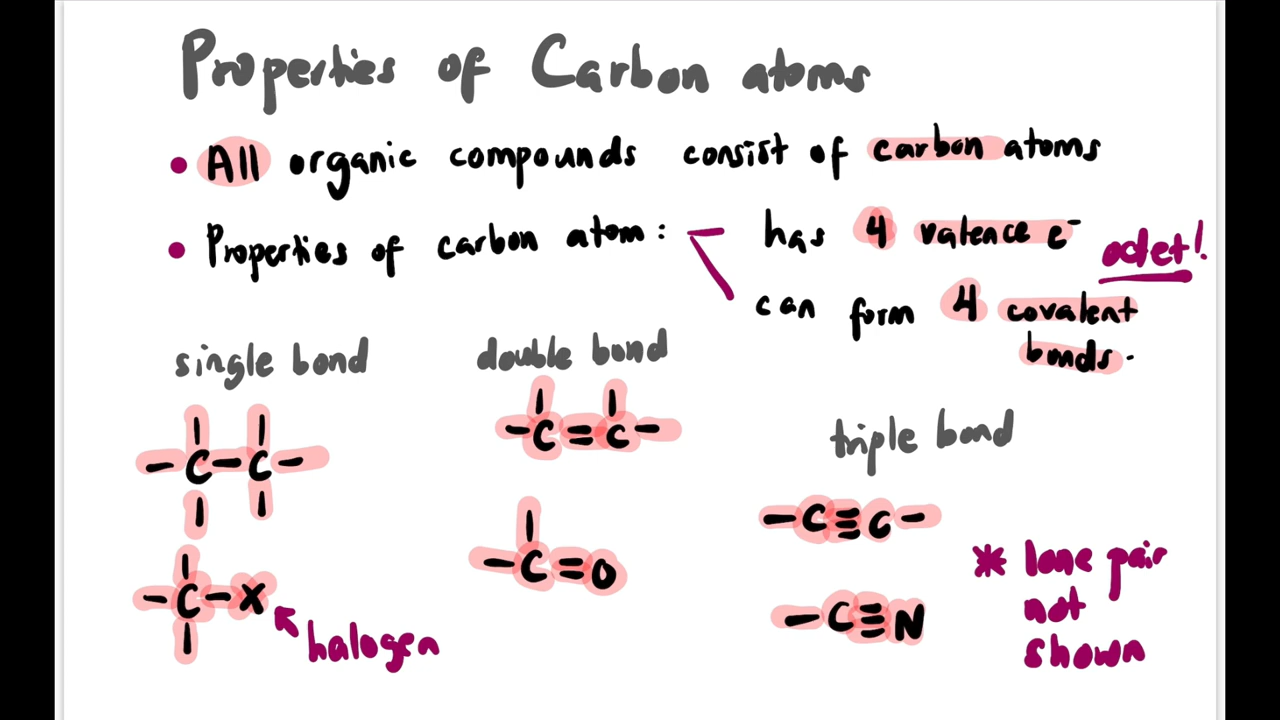 Properties of Carbon atoms
• All organic compounds consist of carbon atoms
• Properties of carbon atom:
has 4 valence e⁻
octet!
can form 4 covalent
bonds.
single bond
double bond
triple bond
-C-C-
-C=C-
-C≡C-
-C-X
halogen
-C=O
-C≡N
* lone pair
not
shown